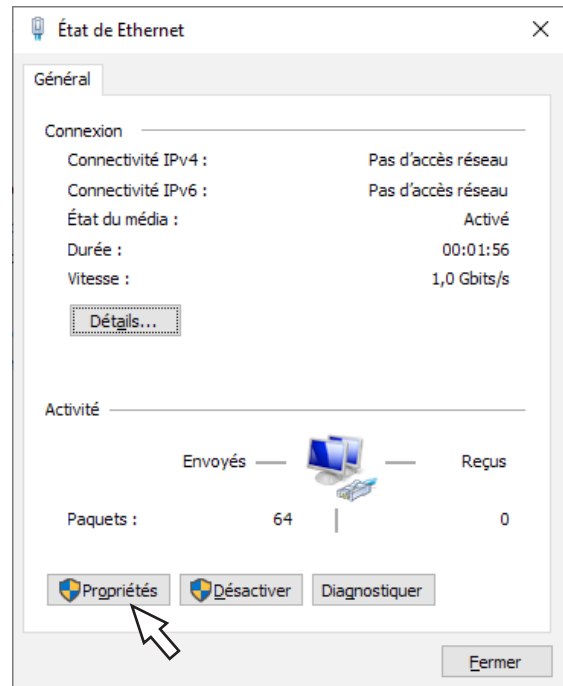 État de Ethernet
Général
Connexion
Connectivité IPv4 : Pas d’accès réseau
Connectivité IPv6 : Pas d’accès réseau
État du média : Activé
Durée : 00:01:56
Vitesse : 1,0 Gbits/s
Détails...
Activité
Envoyés Reçus
Paquets : 64 0
Propriétés Désactiver Diagnostiquer
Fermer